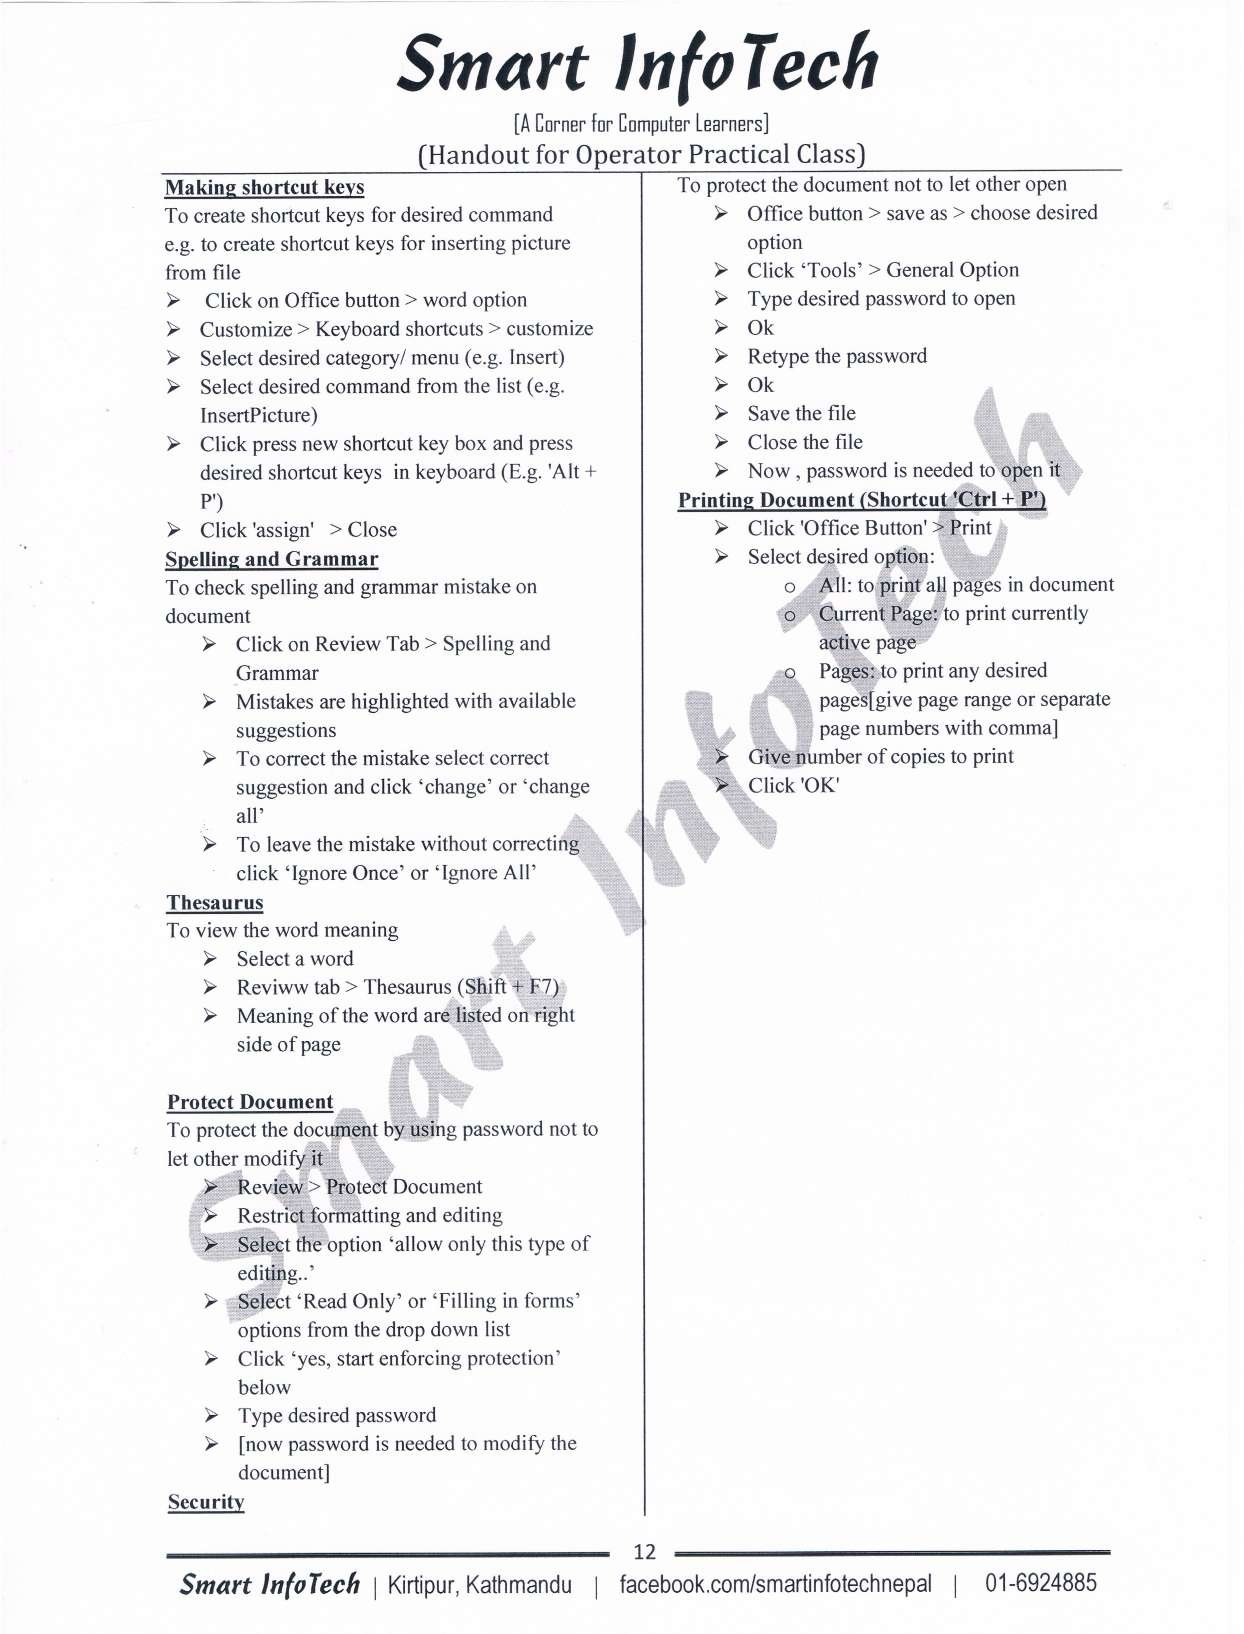 Smart InfoTech
[A Corner for Computer Learners]
(Handout for Operator Practical Class)
Making shortcut keys
To create shortcut keys for desired command
e.g. to create shortcut keys for inserting picture
from file
➢ Click on Office button > word option
➢ Customize > Keyboard shortcuts > customize
➢ Select desired category/ menu (e.g. Insert)
➢ Select desired command from the list (e.g.
InsertPicture)
➢ Click press new shortcut key box and press
desired shortcut keys in keyboard (E.g. 'Alt +
P')
➢ Click 'assign' > Close
Spelling and Grammar
To check spelling and grammar mistake on
document
➢ Click on Review Tab > Spelling and
Grammar
➢ Mistakes are highlighted with available
suggestions
➢ To correct the mistake select correct
suggestion and click ‘change’ or ‘change
all’
➢ To leave the mistake without correcting
click ‘Ignore Once’ or ‘Ignore All’
Thesaurus
To view the word meaning
➢ Select a word
➢ Reviww tab > Thesaurus (Shift + F7)
➢ Meaning of the word are listed on right
side of page
Protect Document
To protect the document by using password not to
let other modify it
➢ Review > Protect Document
➢ Restrict formatting and editing
➢ Select the option ‘allow only this type of
editing..’
➢ Select ‘Read Only’ or ‘Filling in forms’
options from the drop down list
➢ Click ‘yes, start enforcing protection’
below
➢ Type desired password
➢ [now password is needed to modify the
document]
Security
To protect the document not to let other open
➢ Office button > save as > choose desired
option
➢ Click ‘Tools’ > General Option
➢ Type desired password to open
➢ Ok
➢ Retype the password
➢ Ok
➢ Save the file
➢ Close the file
➢ Now , password is needed to open it
Printing Document (Shortcut 'Ctrl + P')
➢ Click 'Office Button' > Print
➢ Select desired option:
o All: to print all pages in document
o Current Page: to print currently
active page
o Pages: to print any desired
pages[give page range or separate
page numbers with comma]
➢ Give number of copies to print
➢ Click 'OK'
Smart InfoTech
12
Smart InfoTech | Kirtipur, Kathmandu | facebook.com/smartinfotechnepal | 01-6924885